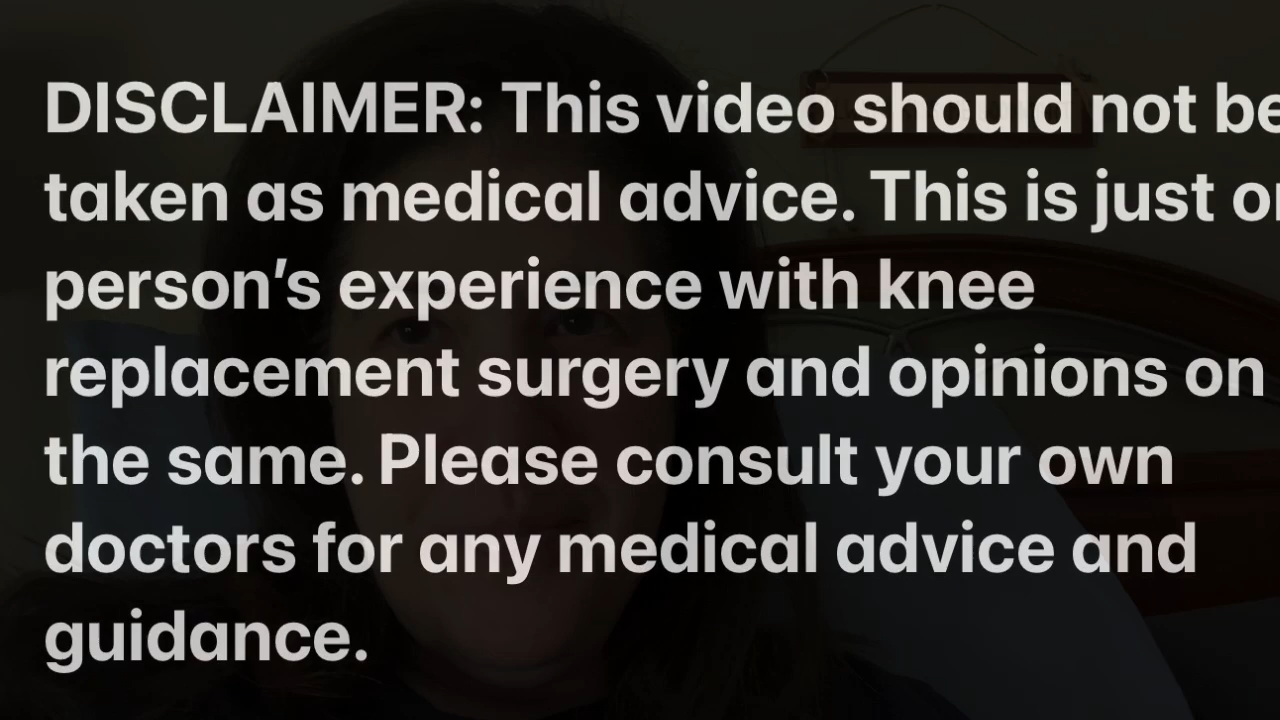 DISCLAIMER: This video should not be
taken as medical advice. This is just
person’s experience with knee
replacement surgery and opinions on
the same. Please consult your own
doctors for any medical advice and
guidance.